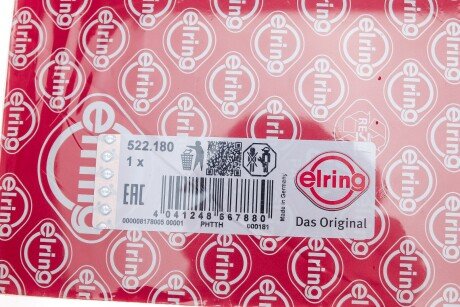 elring
522.180
1 x
EAC
4 041248 667880
000008178005 00001 PHTTH 000181
Made in Germany
elring
Das Original